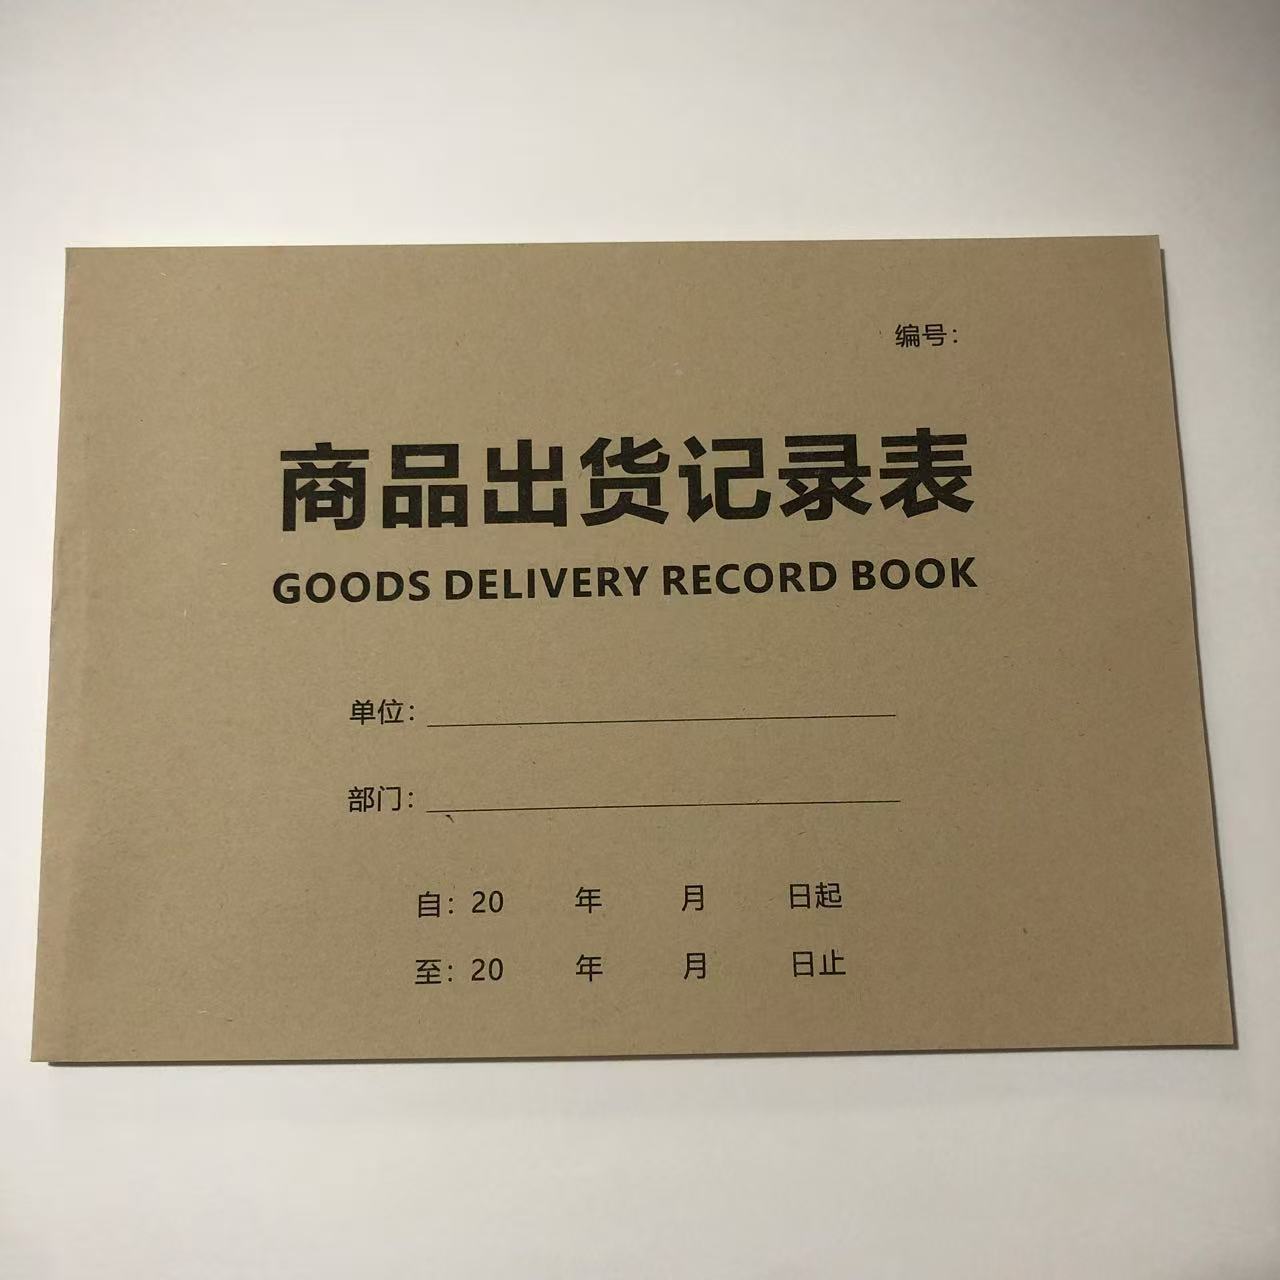 编号：
商品出货记录表
GOODS DELIVERY RECORD BOOK
单位：
部门：
自：20 年 月 日起
至：20 年 月 日止